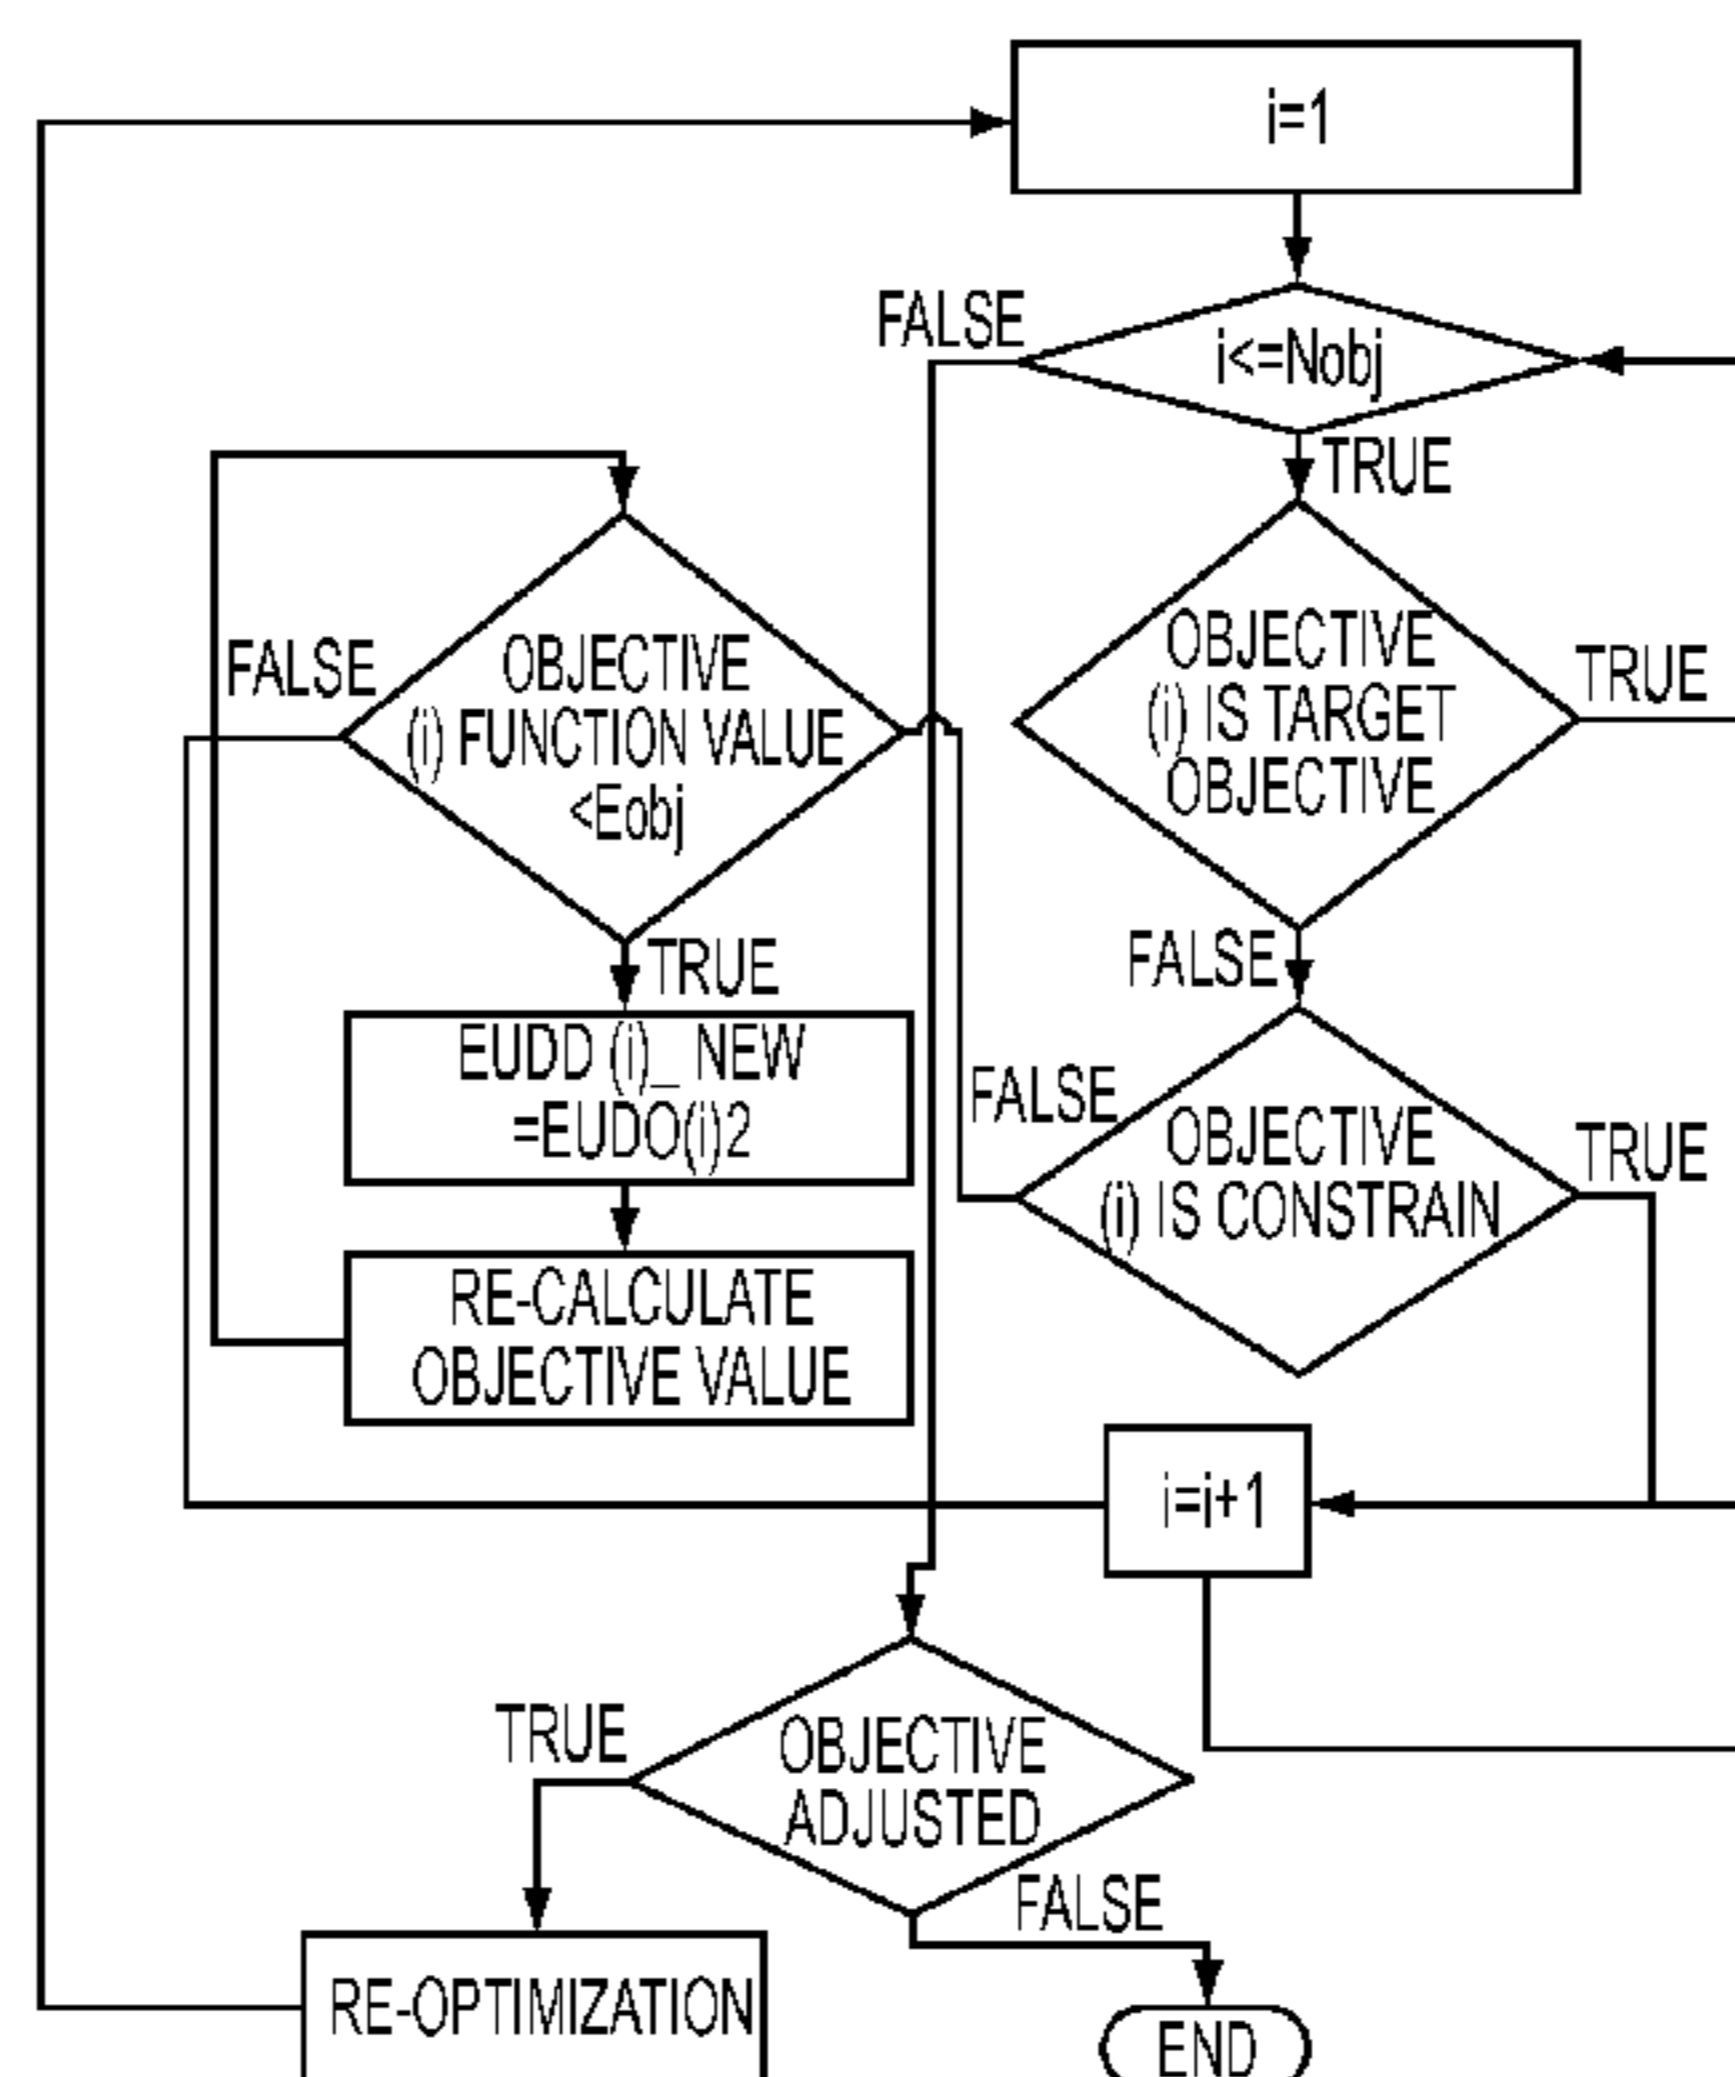 i=1
FALSE
i<=Nobj
TRUE
OBJECTIVE
(i) IS TARGET
OBJECTIVE
TRUE
FALSE
FALSE
OBJECTIVE
(i) FUNCTION VALUE
<Eobj
TRUE
EUDD (i)_ NEW
=EUDO(i)2
RE-CALCULATE
OBJECTIVE VALUE
FALSE
OBJECTIVE
(i) IS CONSTRAIN
TRUE
i=i+1
TRUE
OBJECTIVE
ADJUSTED
FALSE
RE-OPTIMIZATION
END